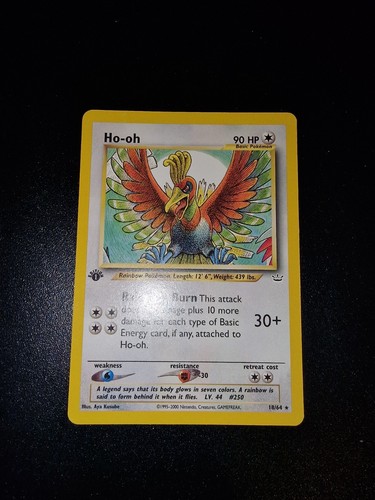 Ho-oh 90 HP
Basic Pokémon
Rainbow Pokémon. Length: 12' 6", Weight: 439 lbs.
Burn This attack
plus 10 more
damage for each type of Basic
Energy card, if any, attached to
Ho-oh.
30+
weakness resistance retreat cost
-30
A legend says that its body glows in seven colors. A rainbow is
said to form behind it when it flies. LV. 44 #250
Illus. Aya Kusube ©1995-2000 Nintendo, Creatures, GAMEFREAK. 18/64